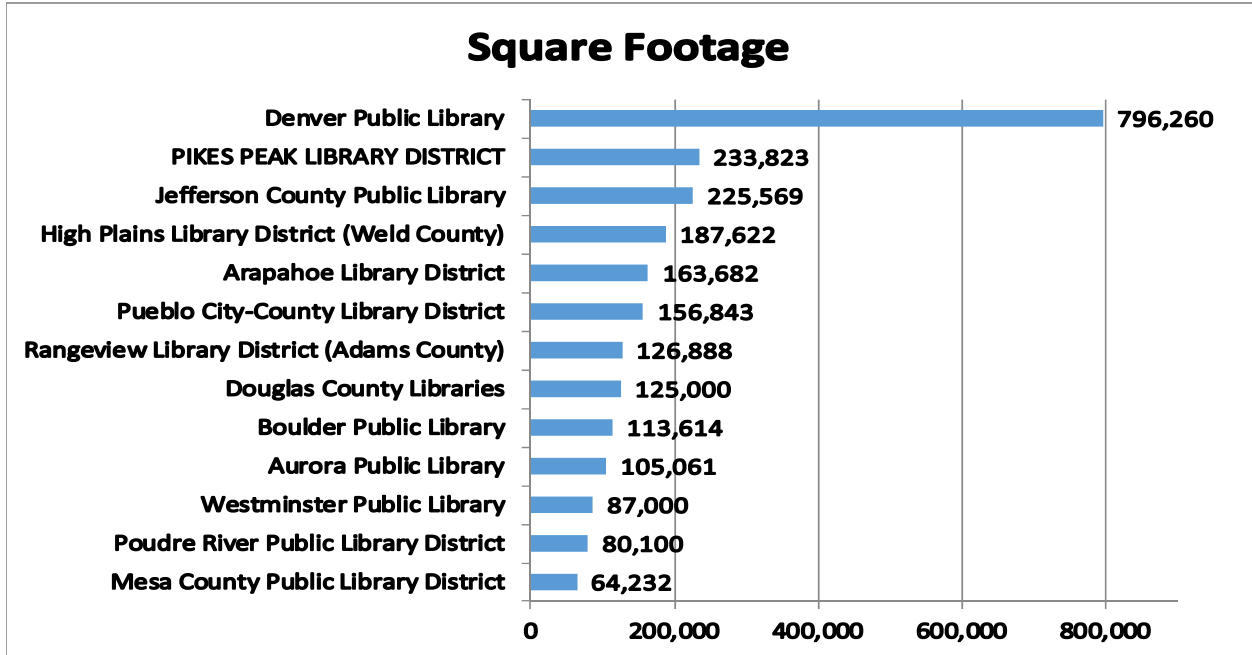 Square Footage
Denver Public Library 796,260
PIKES PEAK LIBRARY DISTRICT 233,823
Jefferson County Public Library 225,569
High Plains Library District (Weld County) 187,622
Arapahoe Library District 163,682
Pueblo City-County Library District 156,843
Rangeview Library District (Adams County) 126,888
Douglas County Libraries 125,000
Boulder Public Library 113,614
Aurora Public Library 105,061
Westminster Public Library 87,000
Poudre River Public Library District 80,100
Mesa County Public Library District 64,232
0 200,000 400,000 600,000 800,000